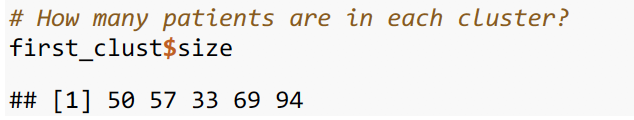 # How many patients are in each cluster?
first_clust$size
## [1] 50 57 33 69 94